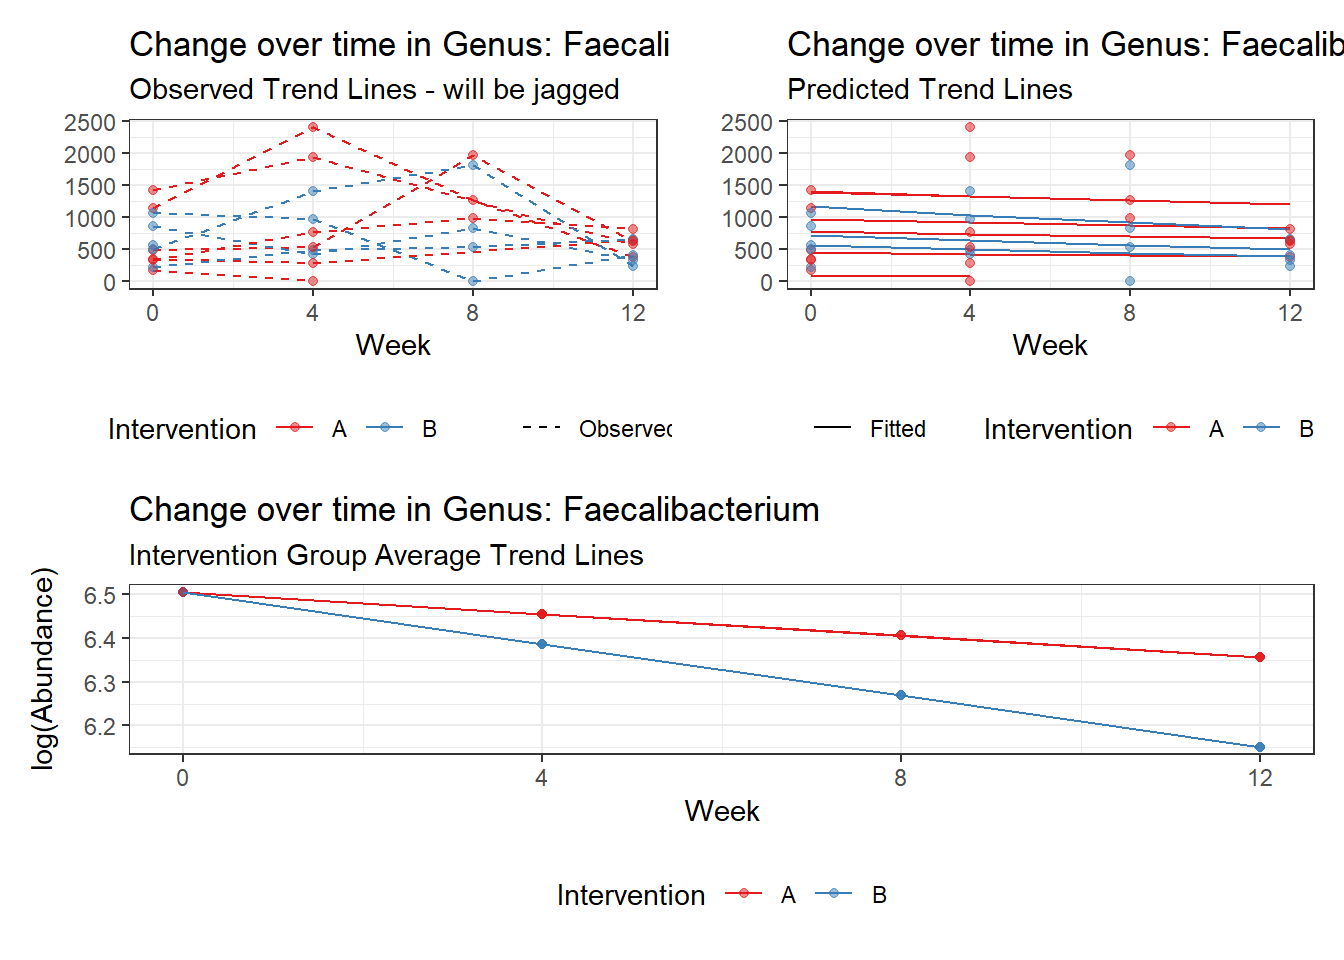 Change over time in Genus: Faecali
Observed Trend Lines - will be jagged
2500
2000
1500
1000
500
0
0 4 8 12
Week
Intervention A B Observed
Change over time in Genus: Faecalib
Predicted Trend Lines
2500
2000
1500
1000
500
0
0 4 8 12
Week
Fitted Intervention A B
Change over time in Genus: Faecalibacterium
Intervention Group Average Trend Lines
log(Abundance)
6.5
6.4
6.3
6.2
0 4 8 12
Week
Intervention A B